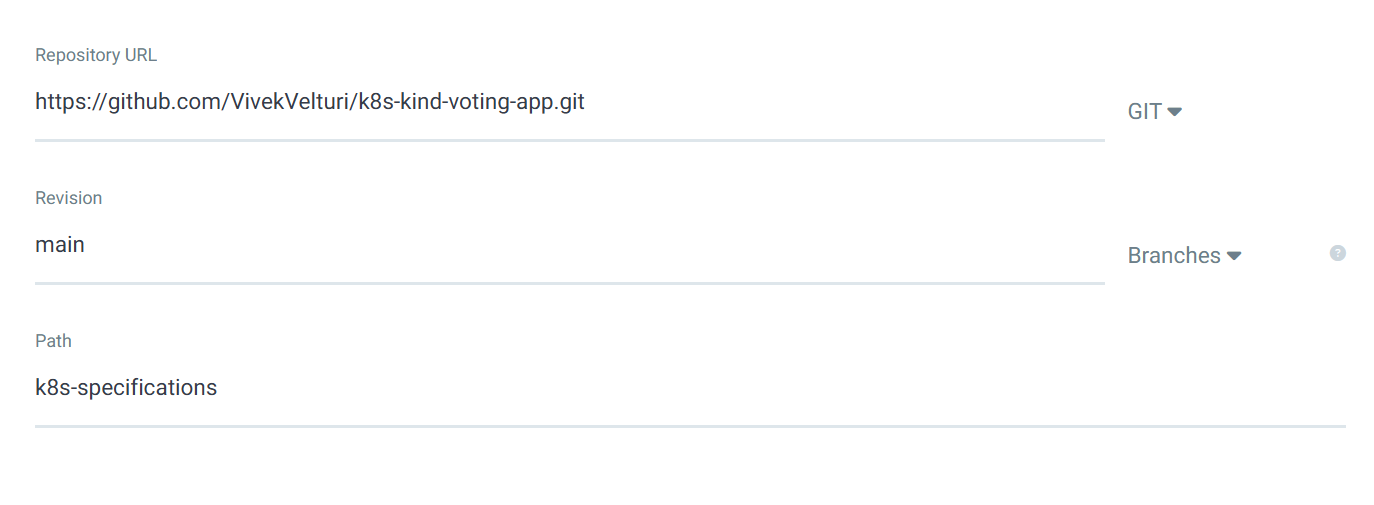 Repository URL
https://github.com/VivekVelturi/k8s-kind-voting-app.git
GIT
Revision
main
Branches
?
Path
k8s-specifications